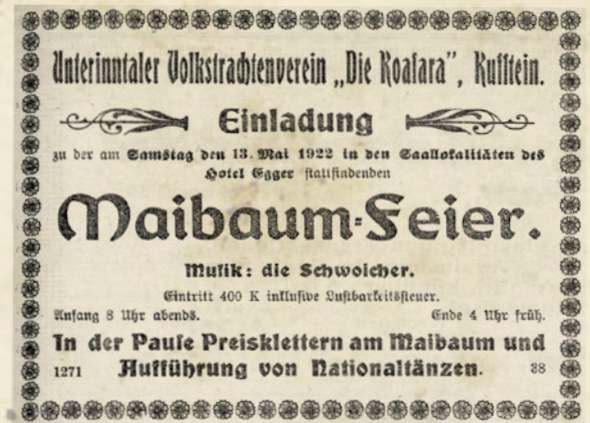 Unterinntaler Volkstrachtenverein „Die Koasara”, Kufstein.
Einladung
zu der am Samstag den 13. Mai 1922 in den Saallokalitäten des
Hotel Egger stattfindenden
Maibaum-Feier.
Musik: die Schwoicher.
Eintritt 400 K inklusive Lustbarkeitssteuer.
Anfang 8 Uhr abends. Ende 4 Uhr früh.
In der Pause Preisklettern am Maibaum und
1271 Aufführung von Nationaltänzen. 38